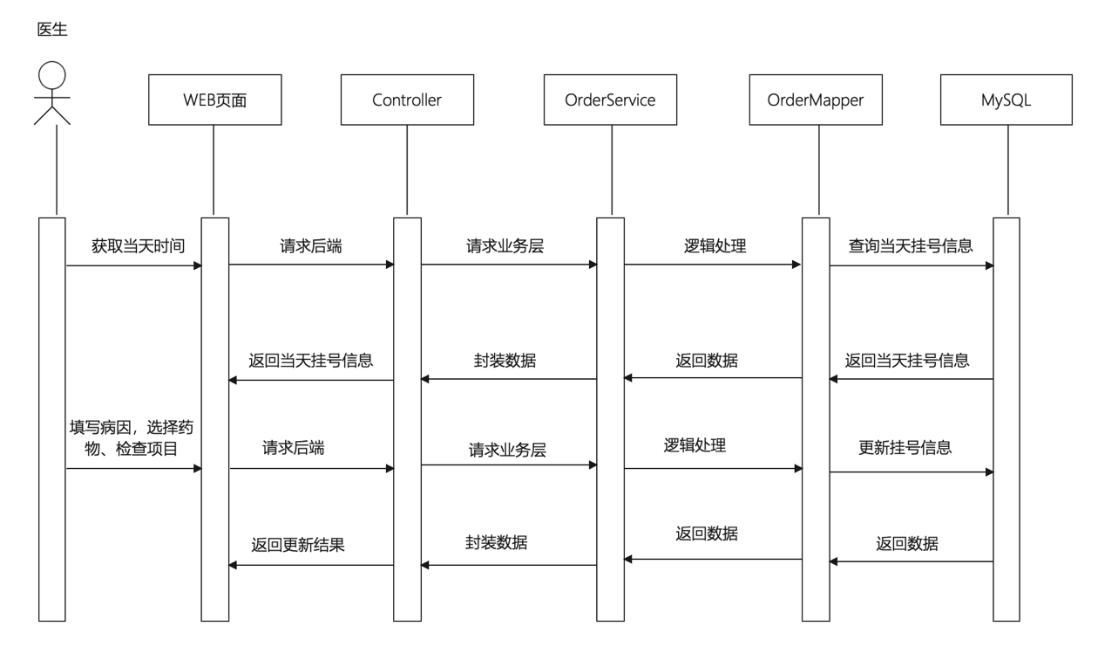 医生
WEB页面
Controller
OrderService
OrderMapper
MySQL
获取当天时间
请求后端
请求业务层
逻辑处理
查询当天挂号信息
返回当天挂号信息
封装数据
返回数据
返回当天挂号信息
填写病因，选择药
物、检查项目
请求后端
请求业务层
逻辑处理
更新挂号信息
返回更新结果
封装数据
返回数据
返回数据